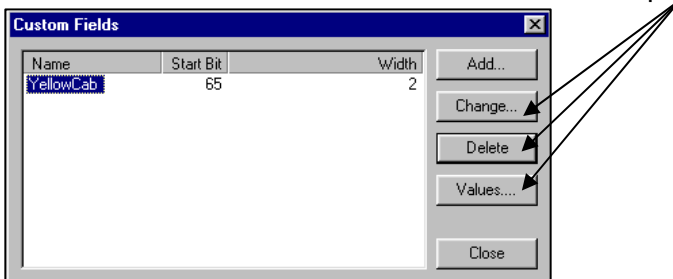 Custom Fields
Name Start Bit Width
YellowCab 65 2
Add...
Change...
Delete
Values....
Close